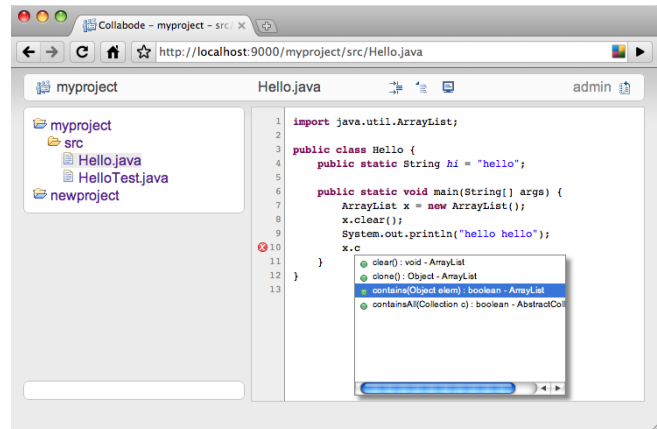 Collabode – myproject – src/
http://localhost:9000/myproject/src/Hello.java
myproject
Hello.java
admin
myproject
src
Hello.java
HelloTest.java
newproject
1 import java.util.ArrayList;
2
3 public class Hello {
4 public static String hi = "hello";
5
6 public static void main(String[] args) {
7 ArrayList x = new ArrayList();
8 x.clear();
9 System.out.println("hello hello");
10 x.c
11 }
12 }
13
clear() : void - ArrayList
clone() : Object - ArrayList
contains(Object elem) : boolean - ArrayList
containsAll(Collection c) : boolean - AbstractColl